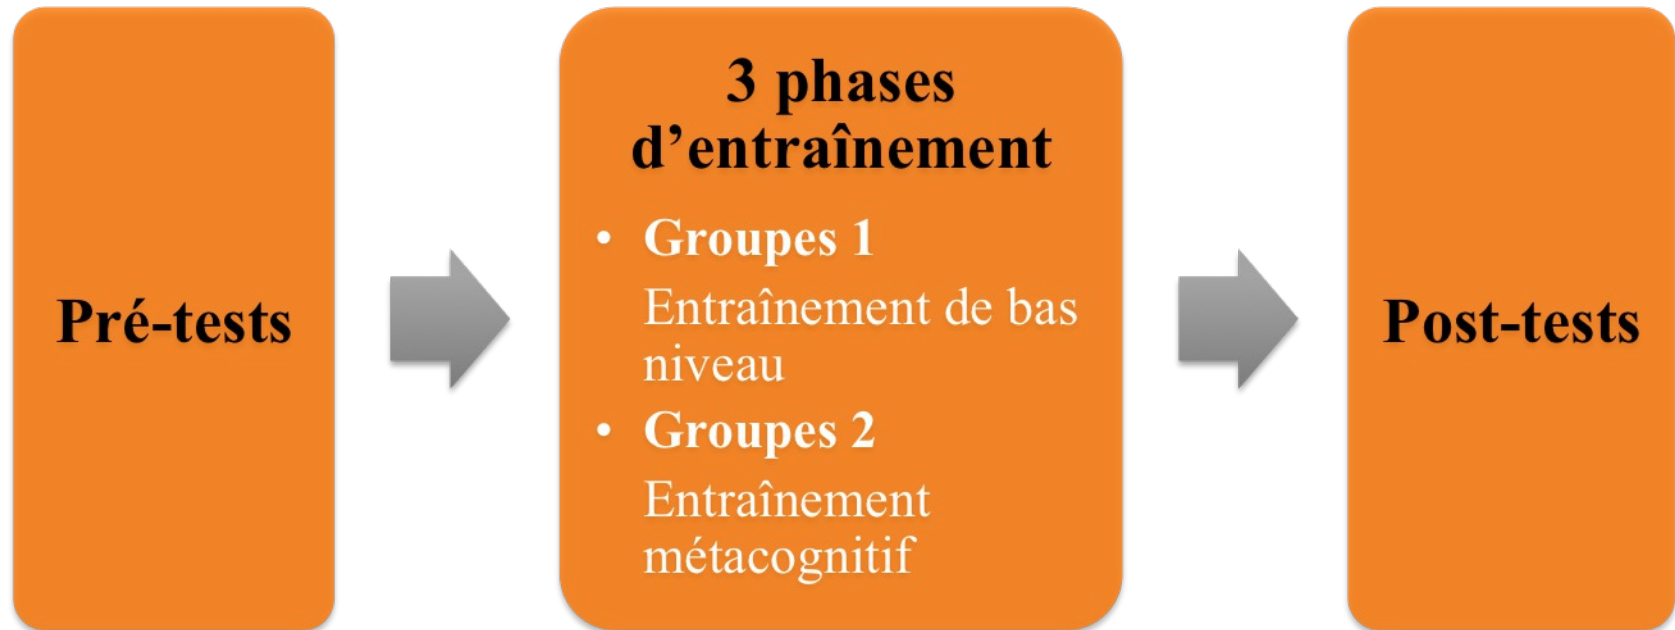 Pré-tests
3 phases
d’entraînement
• Groupes 1
Entraînement de bas
niveau
• Groupes 2
Entraînement
métacognitif
Post-tests